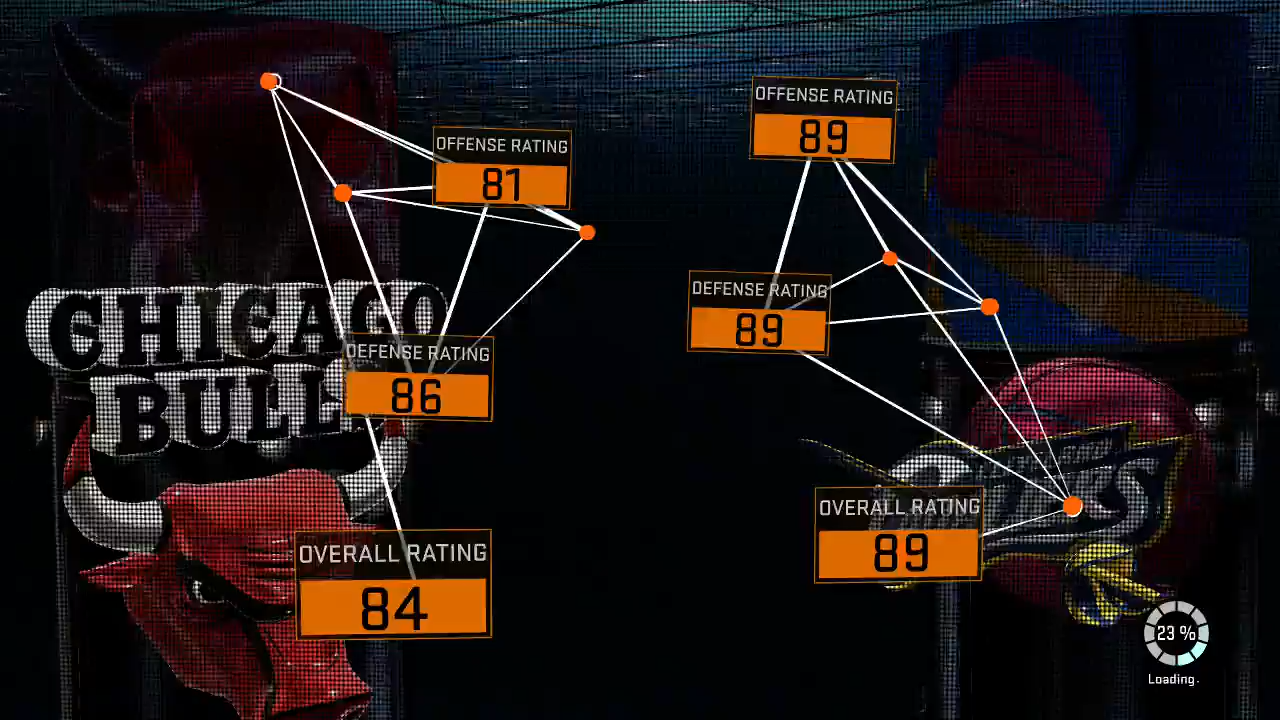 OFFENSE RATING
81
CHICAGO
BULL
DEFENSE RATING
86
OVERALL RATING
84
OFFENSE RATING
89
DEFENSE RATING
89
OVERALL RATING
89
23 %
Loading.